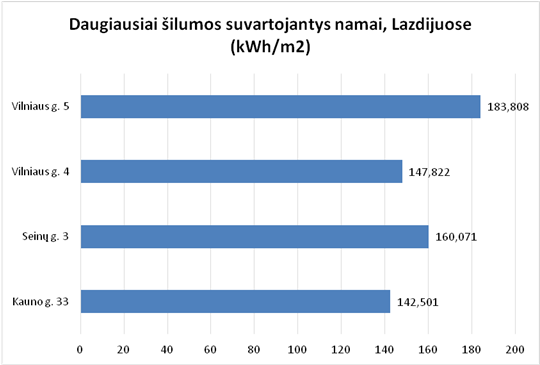 Daugiausiai šilumos suvartojantys namai, Lazdijuose
(kWh/m2)
Vilniaus g. 5
183,808
Vilniaus g. 4
147,822
Seinų g. 3
160,071
Kauno g. 33
142,501
0 20 40 60 80 100 120 140 160 180 200